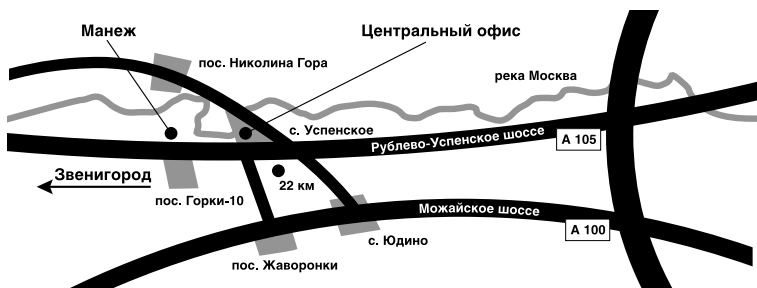 Манеж
Центральный офис
пос. Николина Гора
река Москва
с. Успенское
Рублево-Успенское шоссе
А 105
Звенигород
22 км
пос. Горки-10
Можайское шоссе
А 100
с. Юдино
пос. Жаворонки